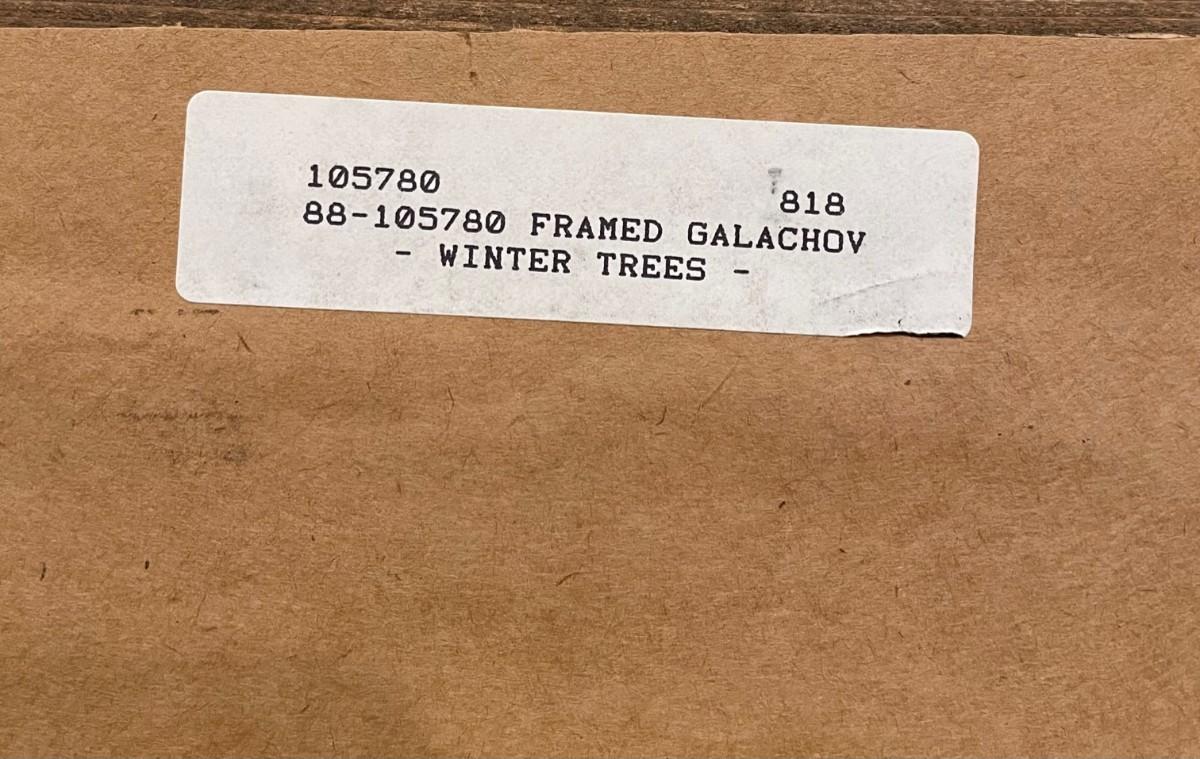 105780 818
88-105780 FRAMED GALACHOV
- WINTER TREES -